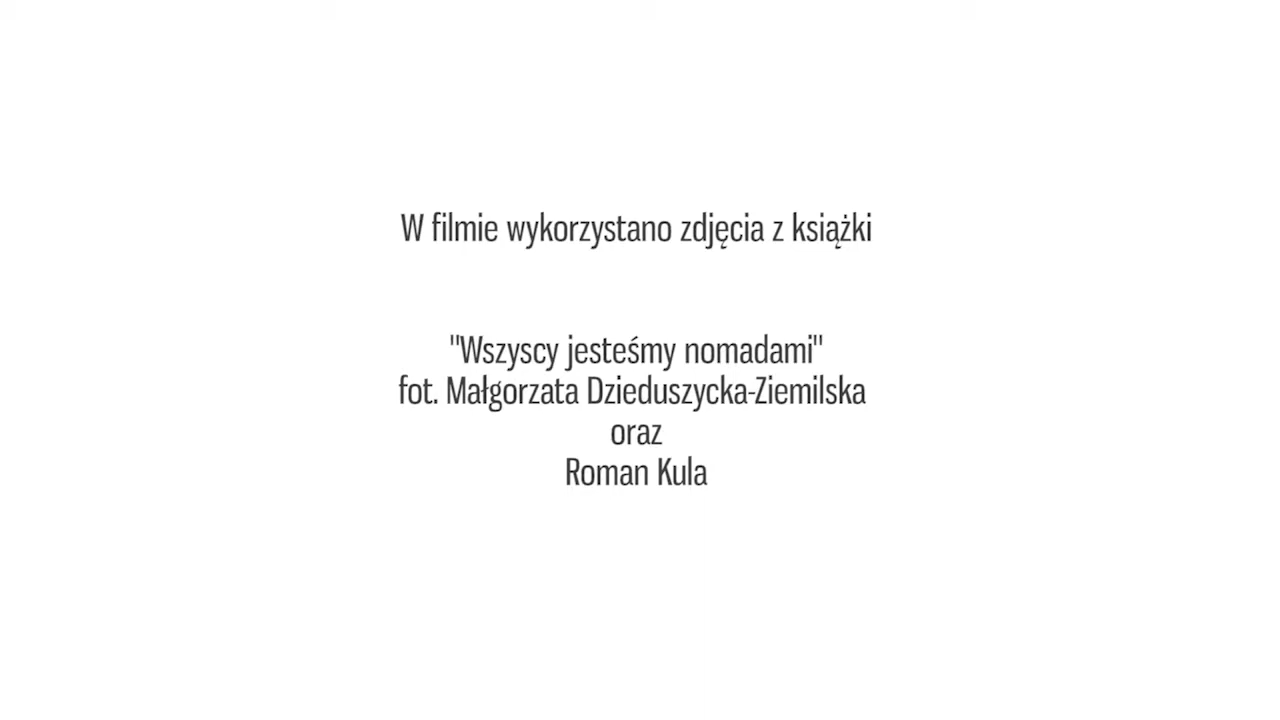 W filmie wykorzystano zdjęcia z książki
"Wszyscy jesteśmy nomadami"
fot. Małgorzata Dzieduszycka-Ziemilska
oraz
Roman Kula